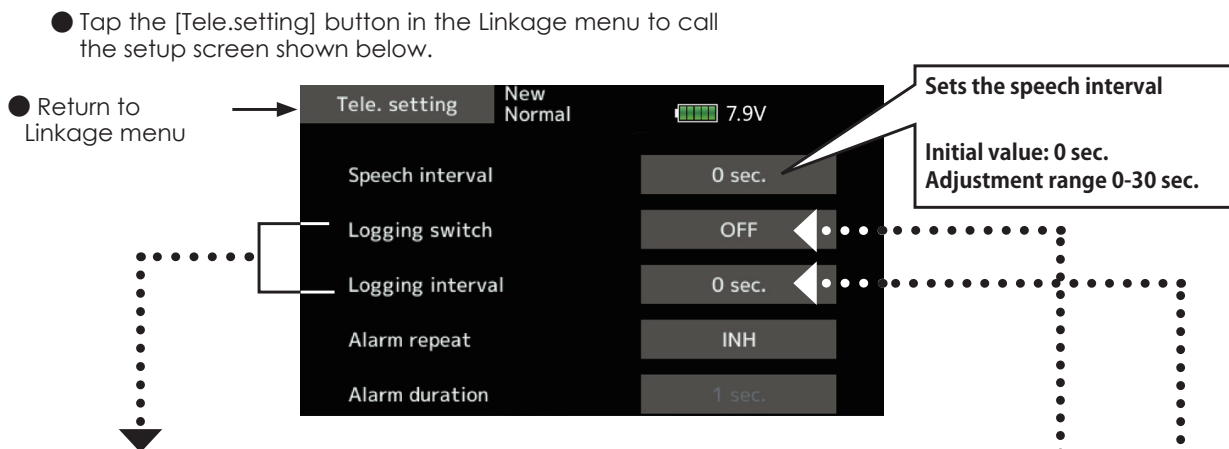 ● Tap the [Tele.setting] button in the Linkage menu to call
the setup screen shown below.
● Return to
Linkage menu
Tele. setting
New
Normal
7.9V
Sets the speech interval
Initial value: 0 sec.
Adjustment range 0-30 sec.
Speech interval 0 sec.
Logging switch OFF
Logging interval 0 sec.
Alarm repeat INH
Alarm duration 1 sec.